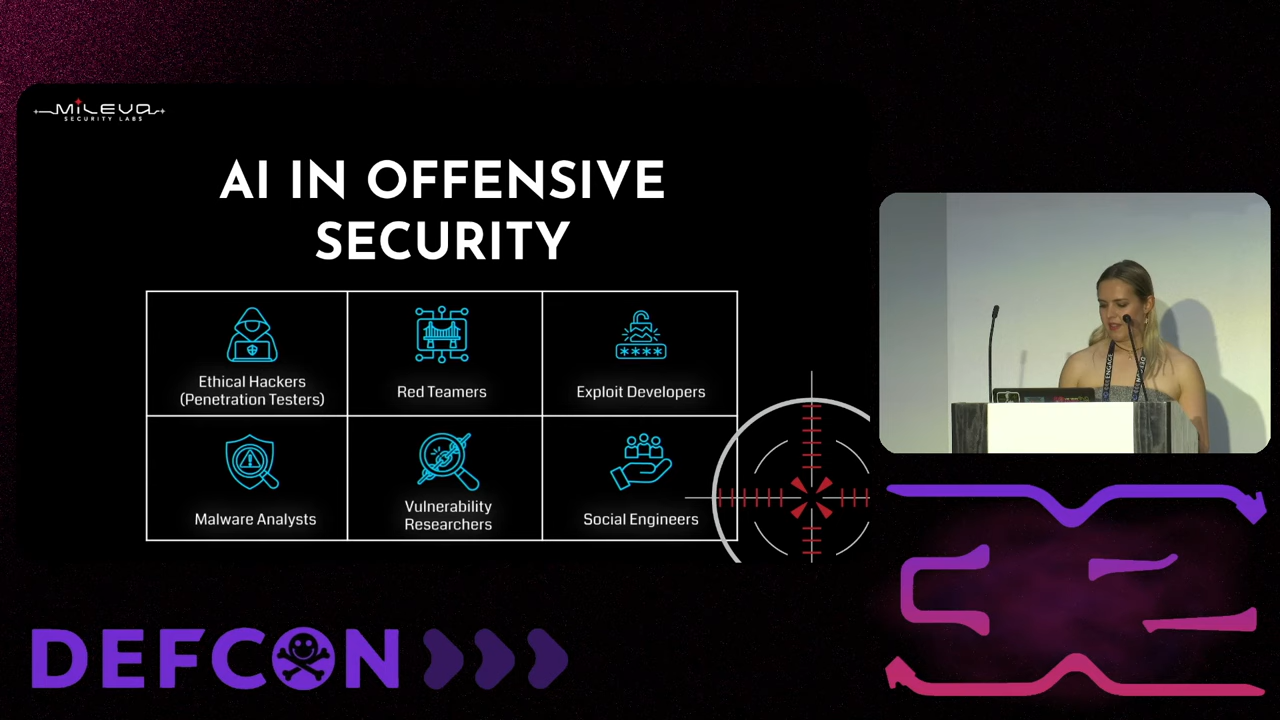 MiLEVA
SECURITY LABS
AI IN OFFENSIVE
SECURITY
Ethical Hackers
(Penetration Testers)
Red Teamers
Exploit Developers
****
Malware Analysts
Vulnerability
Researchers
Social Engineers
DEFCON